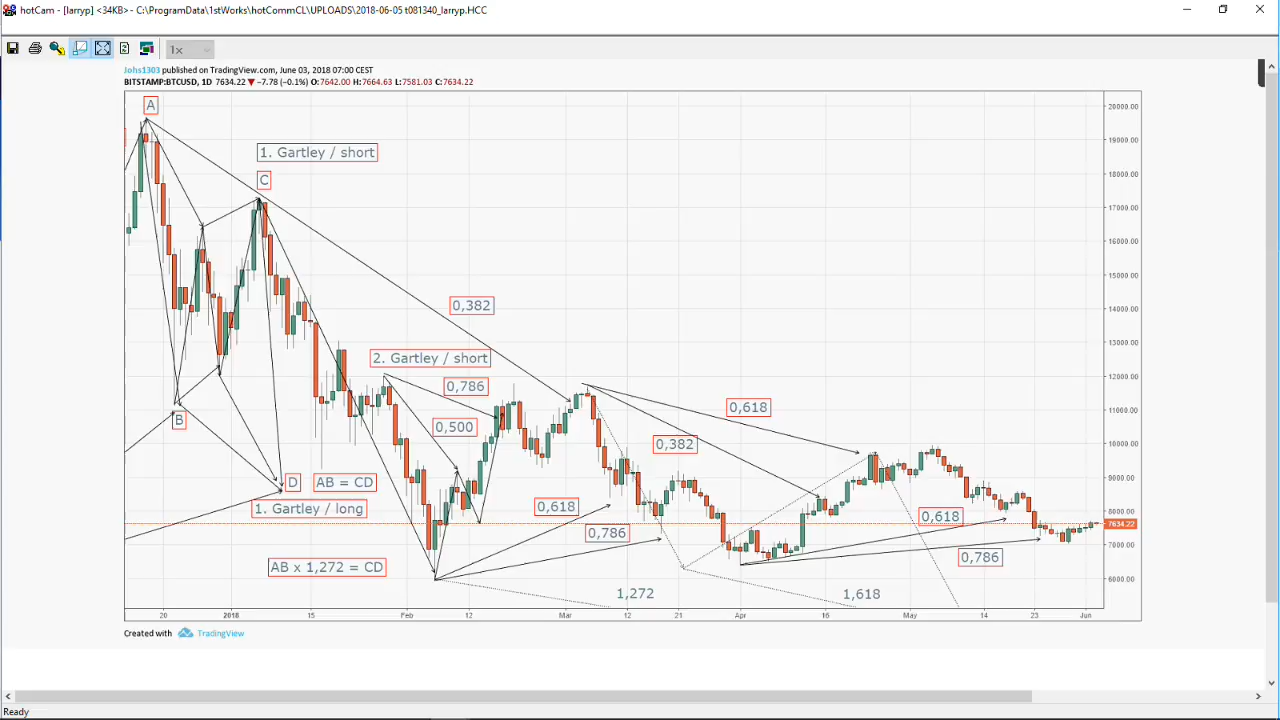 hotCam - [larryp] <34KB> - C:\ProgramData\1stWorks\hotCommCL\UPLOADS\2018-06-05 t081340_larryp.HCC
1x
Johs1303 published on TradingView.com, June 03, 2018 07:00 CEST
BITSTAMP:BTCUSD, 1D 7634.22 ▼ −7.78 (−0.1%) O:7642.00 H:7664.63 L:7581.03 C:7634.22
A
20000.00
19000.00
1. Gartley / short
18000.00
C
17000.00
16000.00
15000.00
0,382
14000.00
13000.00
2. Gartley / short
12000.00
0,786
0,618
11000.00
B
0,500
0,382
10000.00
D
AB = CD
9000.00
1. Gartley / long
0,618
0,618
8000.00
7634.22
0,786
7000.00
0,786
AB x 1,272 = CD
6000.00
1,272
1,618
20
2018
15
Feb
12
Mar
12
21
Apr
16
May
14
23
Jun
Created with TradingView
Ready